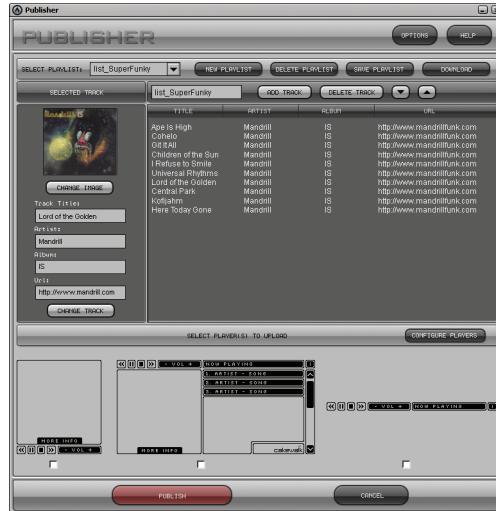 Publisher
PUBLISHER
OPTIONS
HELP
SELECT PLAYLIST: list_SuperFunky
NEW PLAYLIST
DELETE PLAYLIST
SAVE PLAYLIST
DOWNLOAD
SELECTED TRACK
list_SuperFunky
ADD TRACK
DELETE TRACK
TITLE ARTIST ALBUM URL
Ape Is High Mandrill IS http://www.mandrillfunk.com
Cohelo Mandrill IS http://www.mandrillfunk.com
Git It All Mandrill IS http://www.mandrillfunk.com
Children of the Sun Mandrill IS http://www.mandrillfunk.com
I Refuse to Smile Mandrill IS http://www.mandrillfunk.com
Universal Rhythms Mandrill IS http://www.mandrillfunk.com
Lord of the Golden Mandrill IS http://www.mandrillfunk.com
Central Park Mandrill IS http://www.mandrillfunk.com
Kofijahm Mandrill IS http://www.mandrillfunk.com
Here Today Gone Mandrill IS http://www.mandrillfunk.com
Mandrill IS
CHANGE IMAGE
Track Title:
Lord of the Golden
Artist:
Mandrill
Album:
IS
Url:
http://www.mandrill.com
CHANGE TRACK
SELECT PLAYER(S) TO UPLOAD
CONFIGURE PLAYERS
MORE INFO
- VOL +
- VOL + NOW PLAYING
1. ARTIST - SONG
2. ARTIST - SONG
3. ARTIST - SONG
MORE INFO
cakewalk
- VOL + NOW PLAYING
PUBLISH
CANCEL